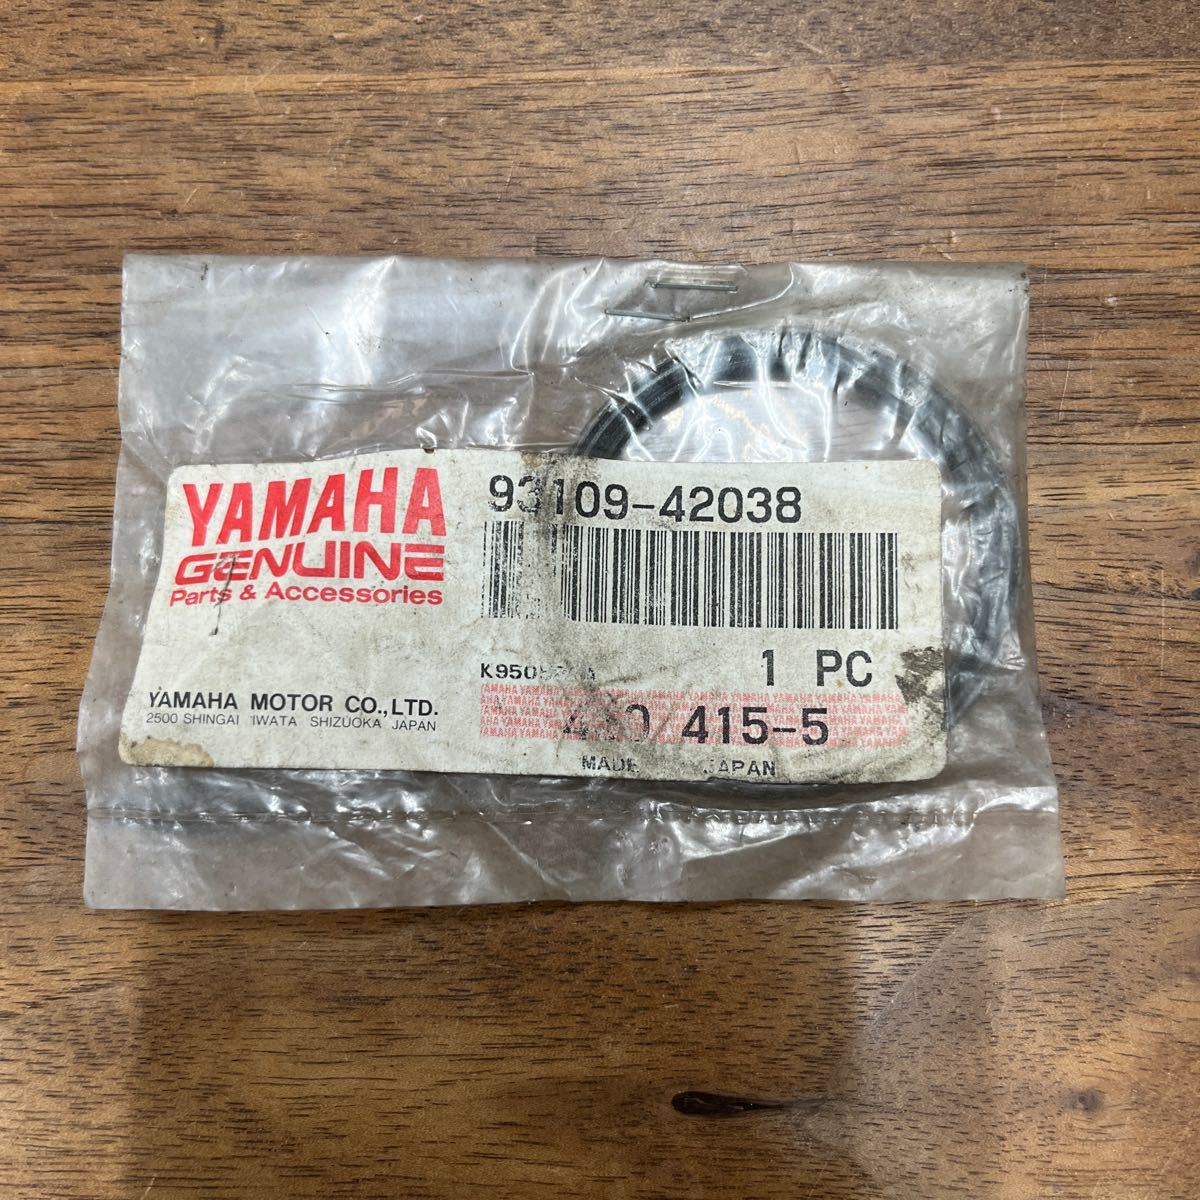 YAMAHA
GENUINE
Parts & Accessories
YAMAHA MOTOR CO.,LTD.
2500 SHINGAI IWATA SHIZUOKA JAPAN
93109-42038
1 PC
415-5
MADE JAPAN